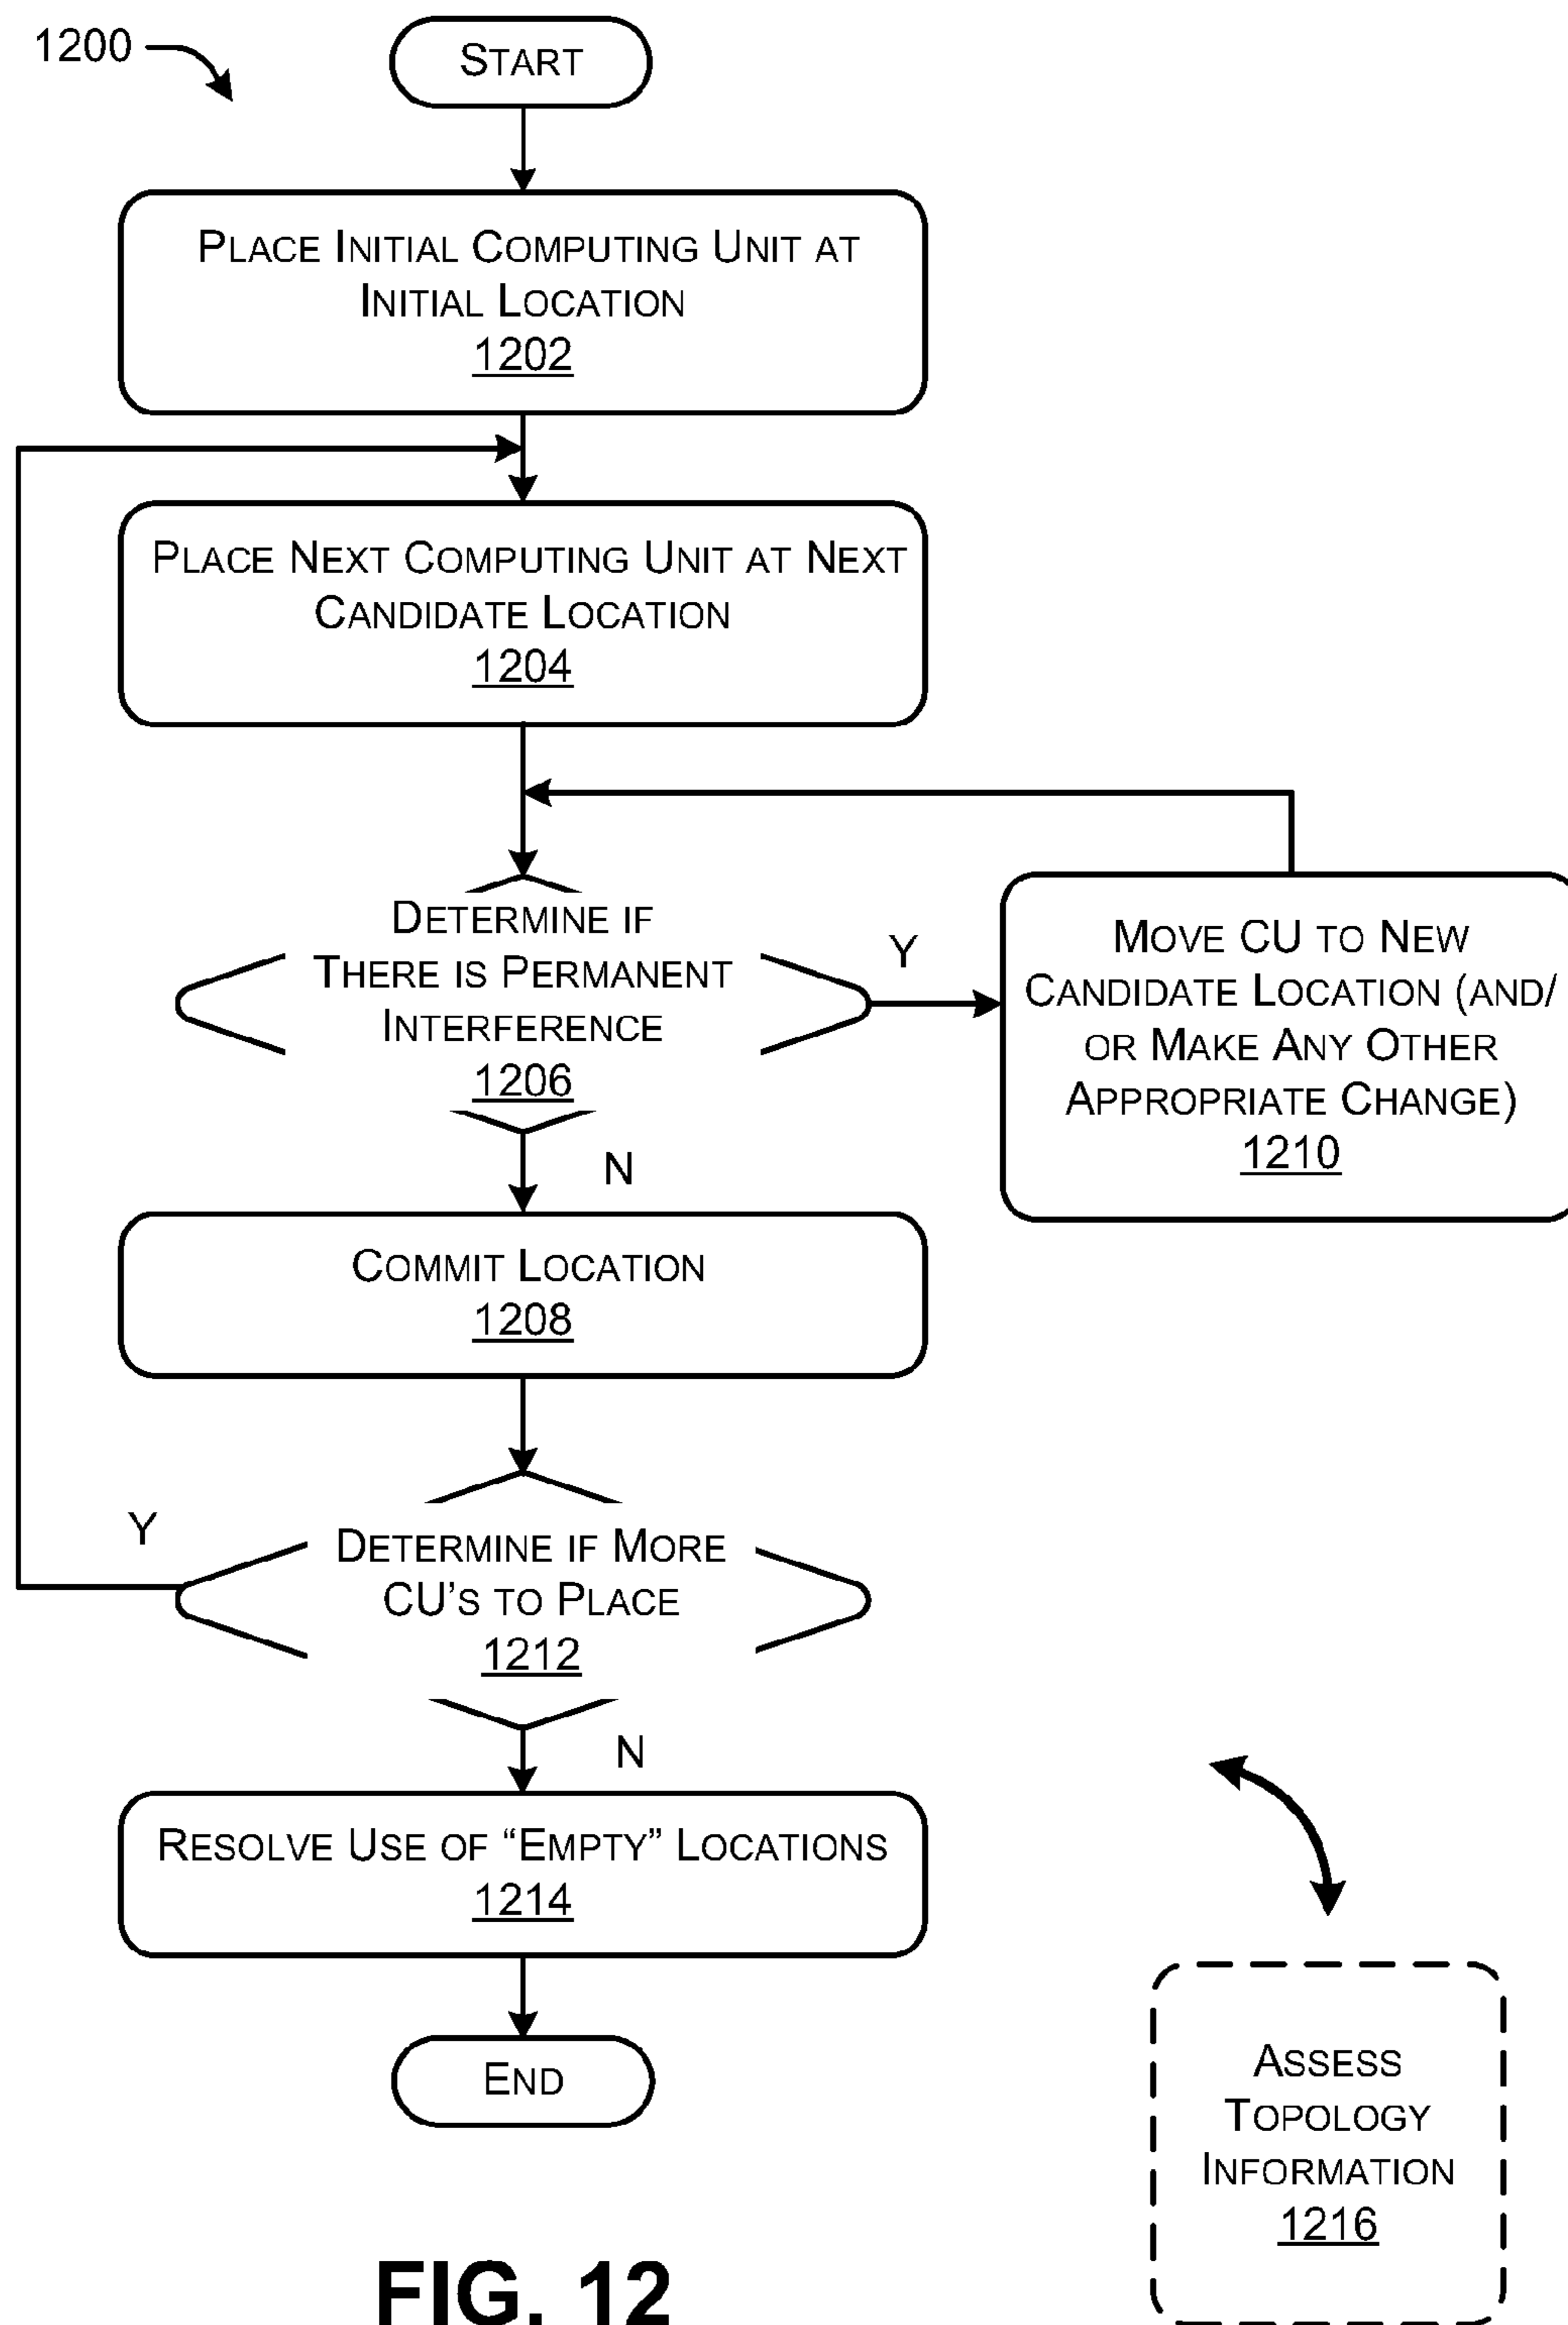 1200
START
PLACE INITIAL COMPUTING UNIT AT
INITIAL LOCATION
1202
PLACE NEXT COMPUTING UNIT AT NEXT
CANDIDATE LOCATION
1204
DETERMINE IF
THERE IS PERMANENT
INTERFERENCE
1206
Y
MOVE CU TO NEW
CANDIDATE LOCATION (AND/
OR MAKE ANY OTHER
APPROPRIATE CHANGE)
1210
N
COMMIT LOCATION
1208
Y
DETERMINE IF MORE
CU'S TO PLACE
1212
N
RESOLVE USE OF “EMPTY” LOCATIONS
1214
END
ASSESS
TOPOLOGY
INFORMATION
1216
FIG. 12